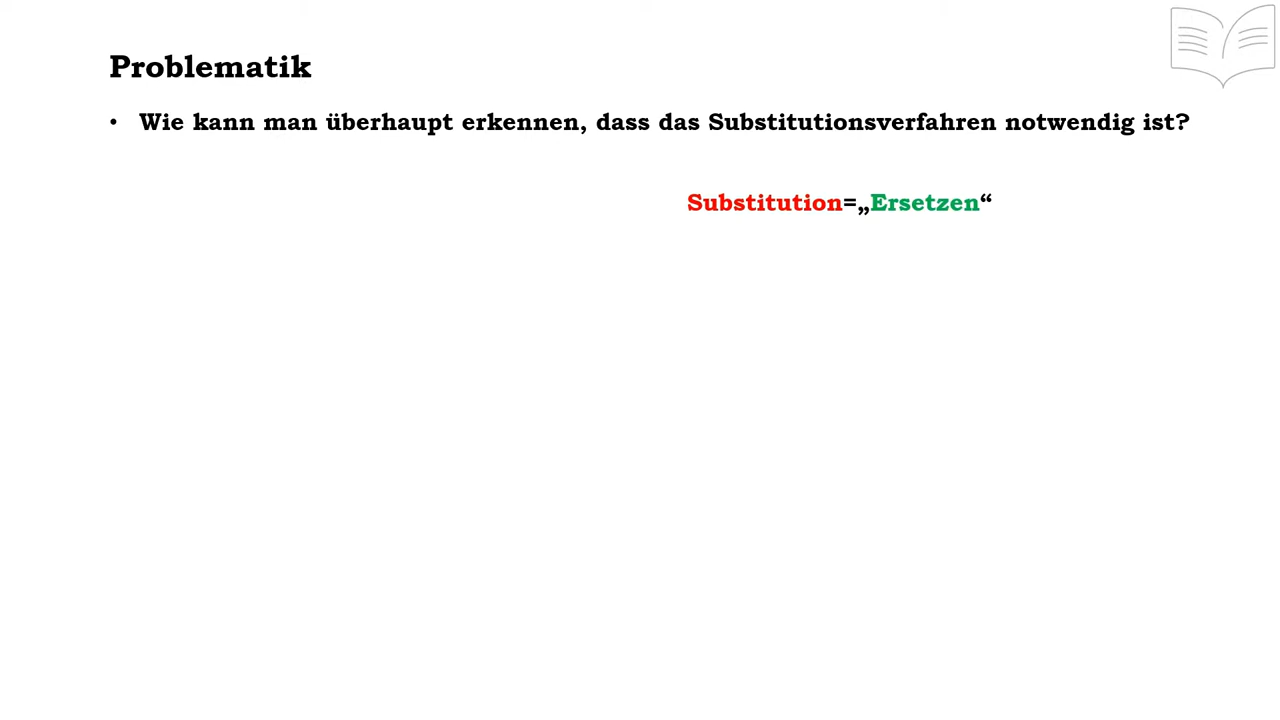 Problematik
• Wie kann man überhaupt erkennen, dass das Substitutionsverfahren notwendig ist?
Substitution=„Ersetzen“